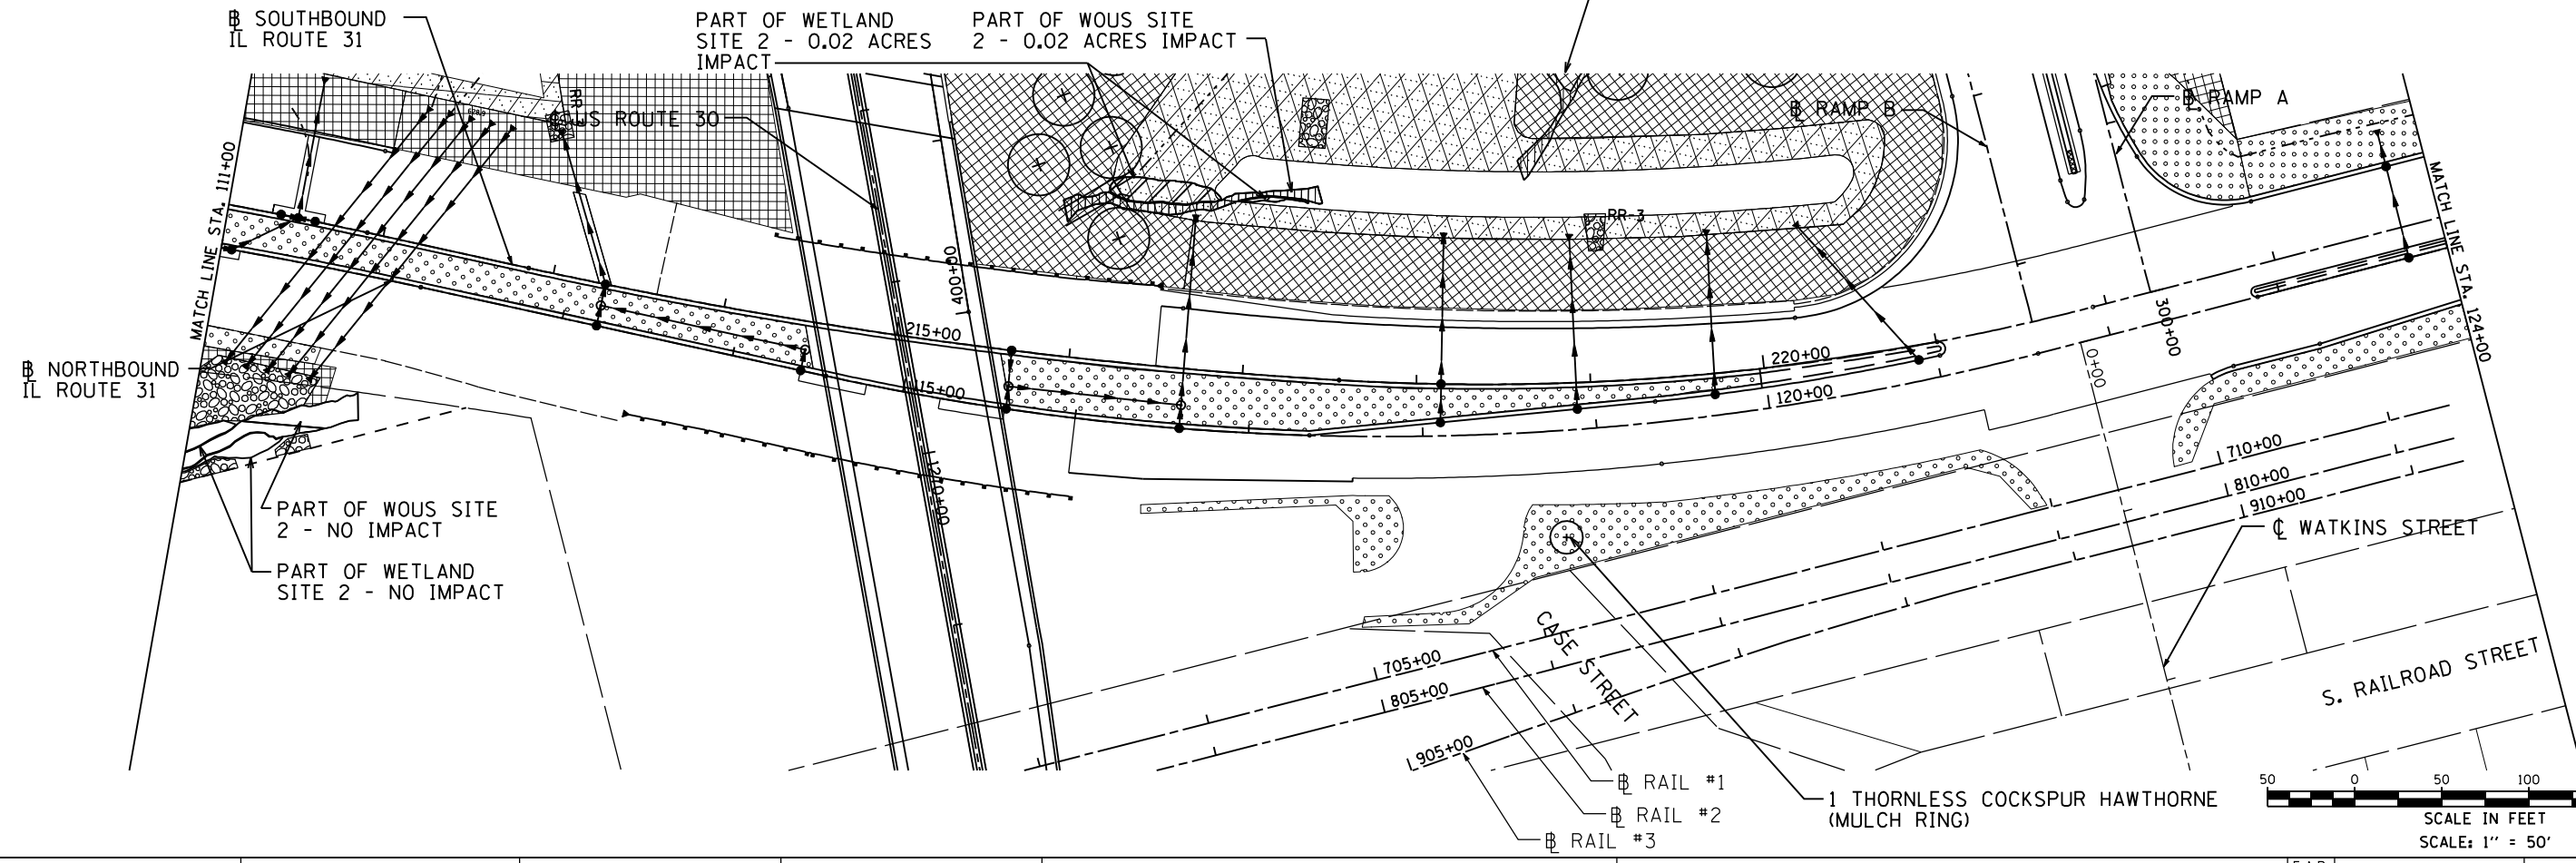 ℄ SOUTHBOUND
IL ROUTE 31
PART OF WETLAND
SITE 2 - 0.02 ACRES
IMPACT
PART OF WOUS SITE
2 - 0.02 ACRES IMPACT
US ROUTE 30
℄ RAMP B
℄ RAMP A
MATCH LINE STA. 111+00
MATCH LINE STA. 124+00
RR-3
400+00
215+00
115+00
220+00
120+00
300+00
0+00
℄ NORTHBOUND
IL ROUTE 31
PART OF WOUS SITE
2 - NO IMPACT
PART OF WETLAND
SITE 2 - NO IMPACT
710+00
810+00
910+00
℄ WATKINS STREET
CASE STREET
S. RAILROAD STREET
705+00
805+00
905+00
℄ RAIL #1
℄ RAIL #2
℄ RAIL #3
1 THORNLESS COCKSPUR HAWTHORNE
(MULCH RING)
50 0 50 100
SCALE IN FEET
SCALE: 1'' = 50'